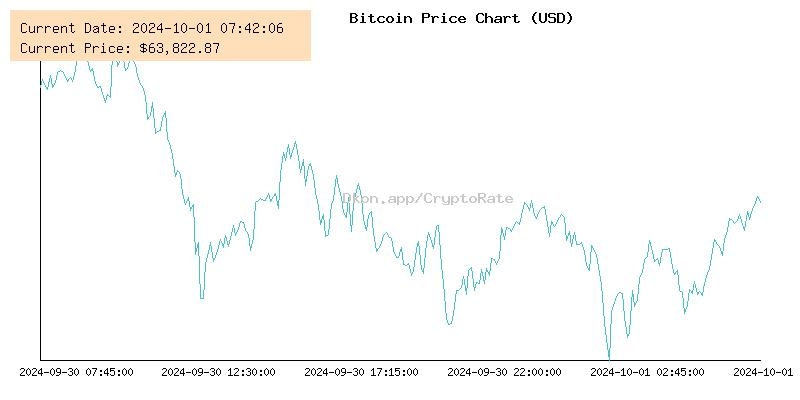 Bitcoin Price Chart (USD)
Current Date: 2024-10-01 07:42:06
Current Price: $63,822.87
Dkon.app/CryptoRate
2024-09-30 07:45:00 2024-09-30 12:30:00 2024-09-30 17:15:00 2024-09-30 22:00:00 2024-10-01 02:45:00 2024-10-01